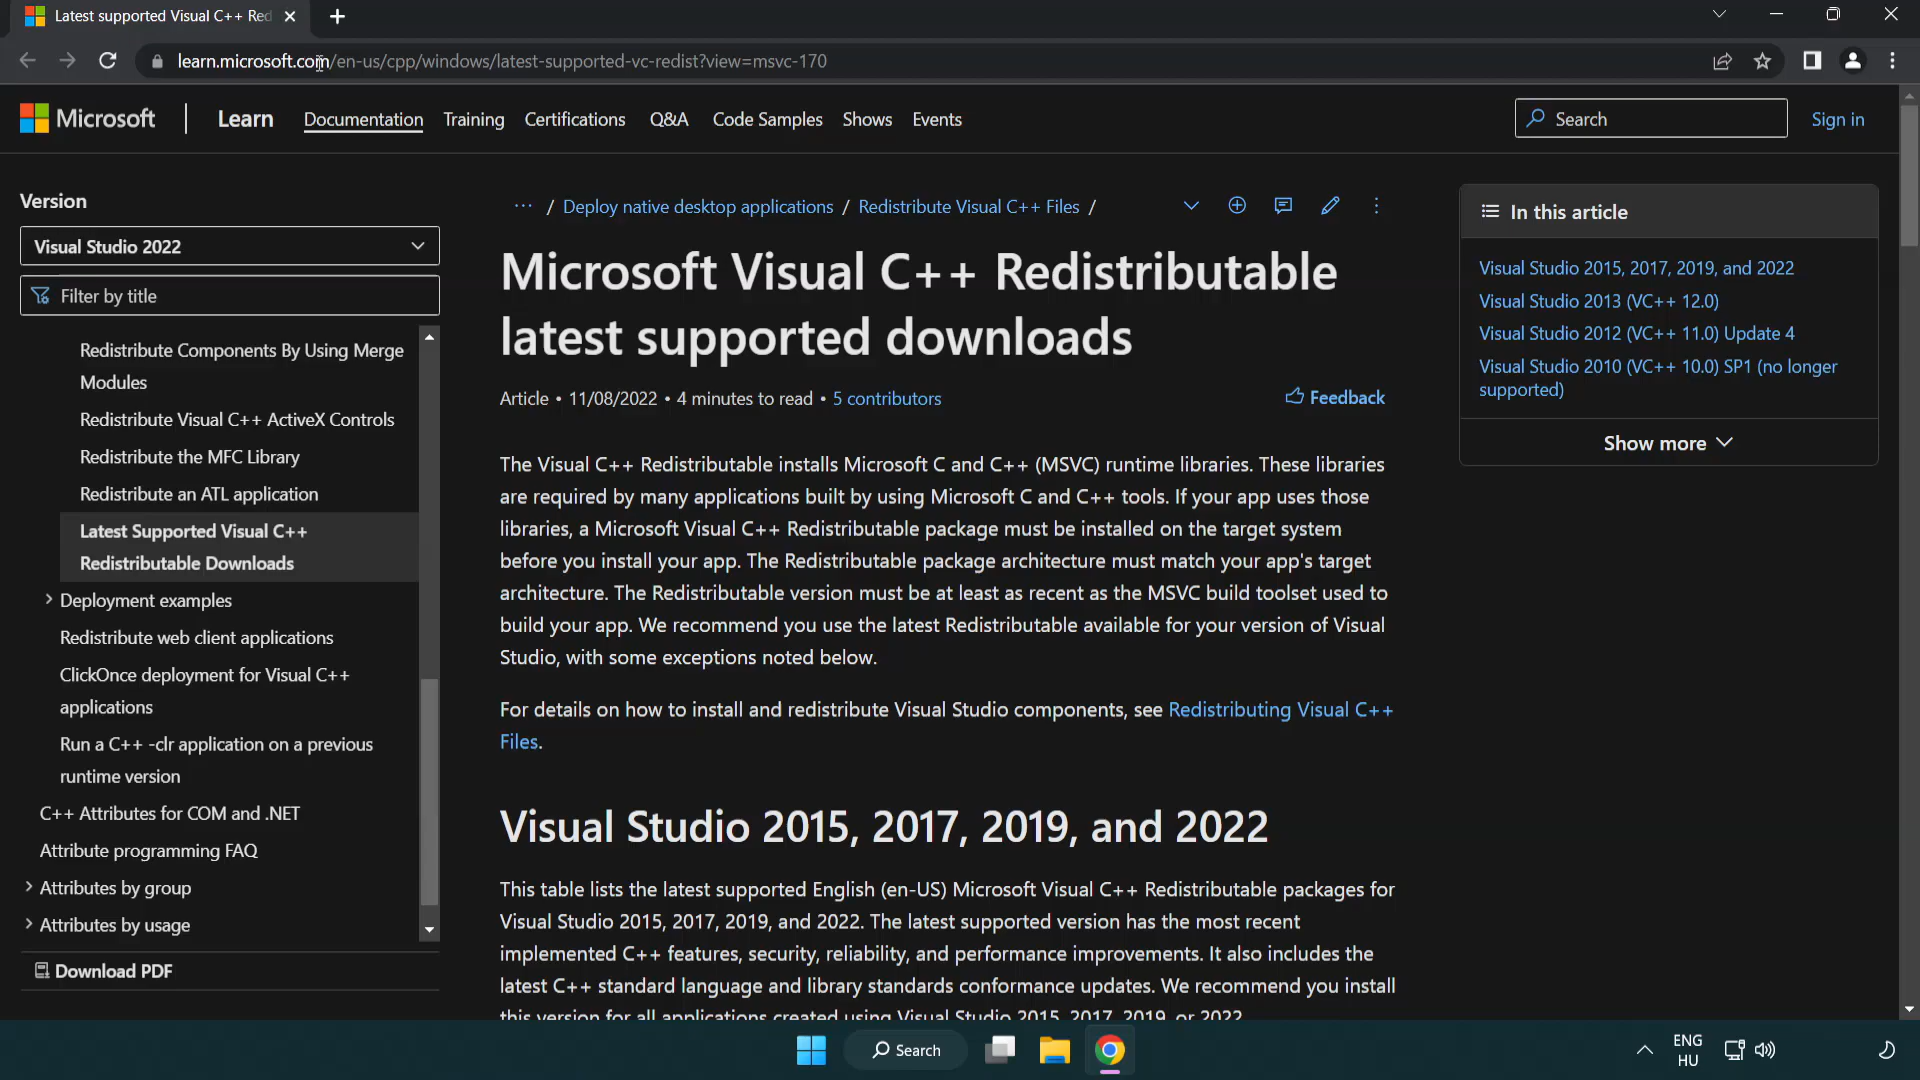 Latest supported Visual C++ Red
learn.microsoft.com/en-us/cpp/windows/latest-supported-vc-redist?view=msvc-170
Microsoft
Learn
Documentation
Training
Certifications
Q&A
Code Samples
Shows
Events
Search
Sign in
Version
Visual Studio 2022
Filter by title
Redistribute Components By Using Merge
Modules
Redistribute Visual C++ ActiveX Controls
Redistribute the MFC Library
Redistribute an ATL application
Latest Supported Visual C++
Redistributable Downloads
Deployment examples
Redistribute web client applications
ClickOnce deployment for Visual C++
applications
Run a C++ -clr application on a previous
runtime version
C++ Attributes for COM and .NET
Attribute programming FAQ
Attributes by group
Attributes by usage
Download PDF
··· / Deploy native desktop applications / Redistribute Visual C++ Files /
Microsoft Visual C++ Redistributable
latest supported downloads
Article • 11/08/2022 • 4 minutes to read • 5 contributors
Feedback
The Visual C++ Redistributable installs Microsoft C and C++ (MSVC) runtime libraries. These libraries
are required by many applications built by using Microsoft C and C++ tools. If your app uses those
libraries, a Microsoft Visual C++ Redistributable package must be installed on the target system
before you install your app. The Redistributable package architecture must match your app's target
architecture. The Redistributable version must be at least as recent as the MSVC build toolset used to
build your app. We recommend you use the latest Redistributable available for your version of Visual
Studio, with some exceptions noted below.
For details on how to install and redistribute Visual Studio components, see Redistributing Visual C++
Files.
Visual Studio 2015, 2017, 2019, and 2022
This table lists the latest supported English (en-US) Microsoft Visual C++ Redistributable packages for
Visual Studio 2015, 2017, 2019, and 2022. The latest supported version has the most recent
implemented C++ features, security, reliability, and performance improvements. It also includes the
latest C++ standard language and library standards conformance updates. We recommend you install
this version for all applications created using Visual Studio 2015, 2017, 2019, or 2022.
In this article
Visual Studio 2015, 2017, 2019, and 2022
Visual Studio 2013 (VC++ 12.0)
Visual Studio 2012 (VC++ 11.0) Update 4
Visual Studio 2010 (VC++ 10.0) SP1 (no longer
supported)
Show more
Search
ENG
HU